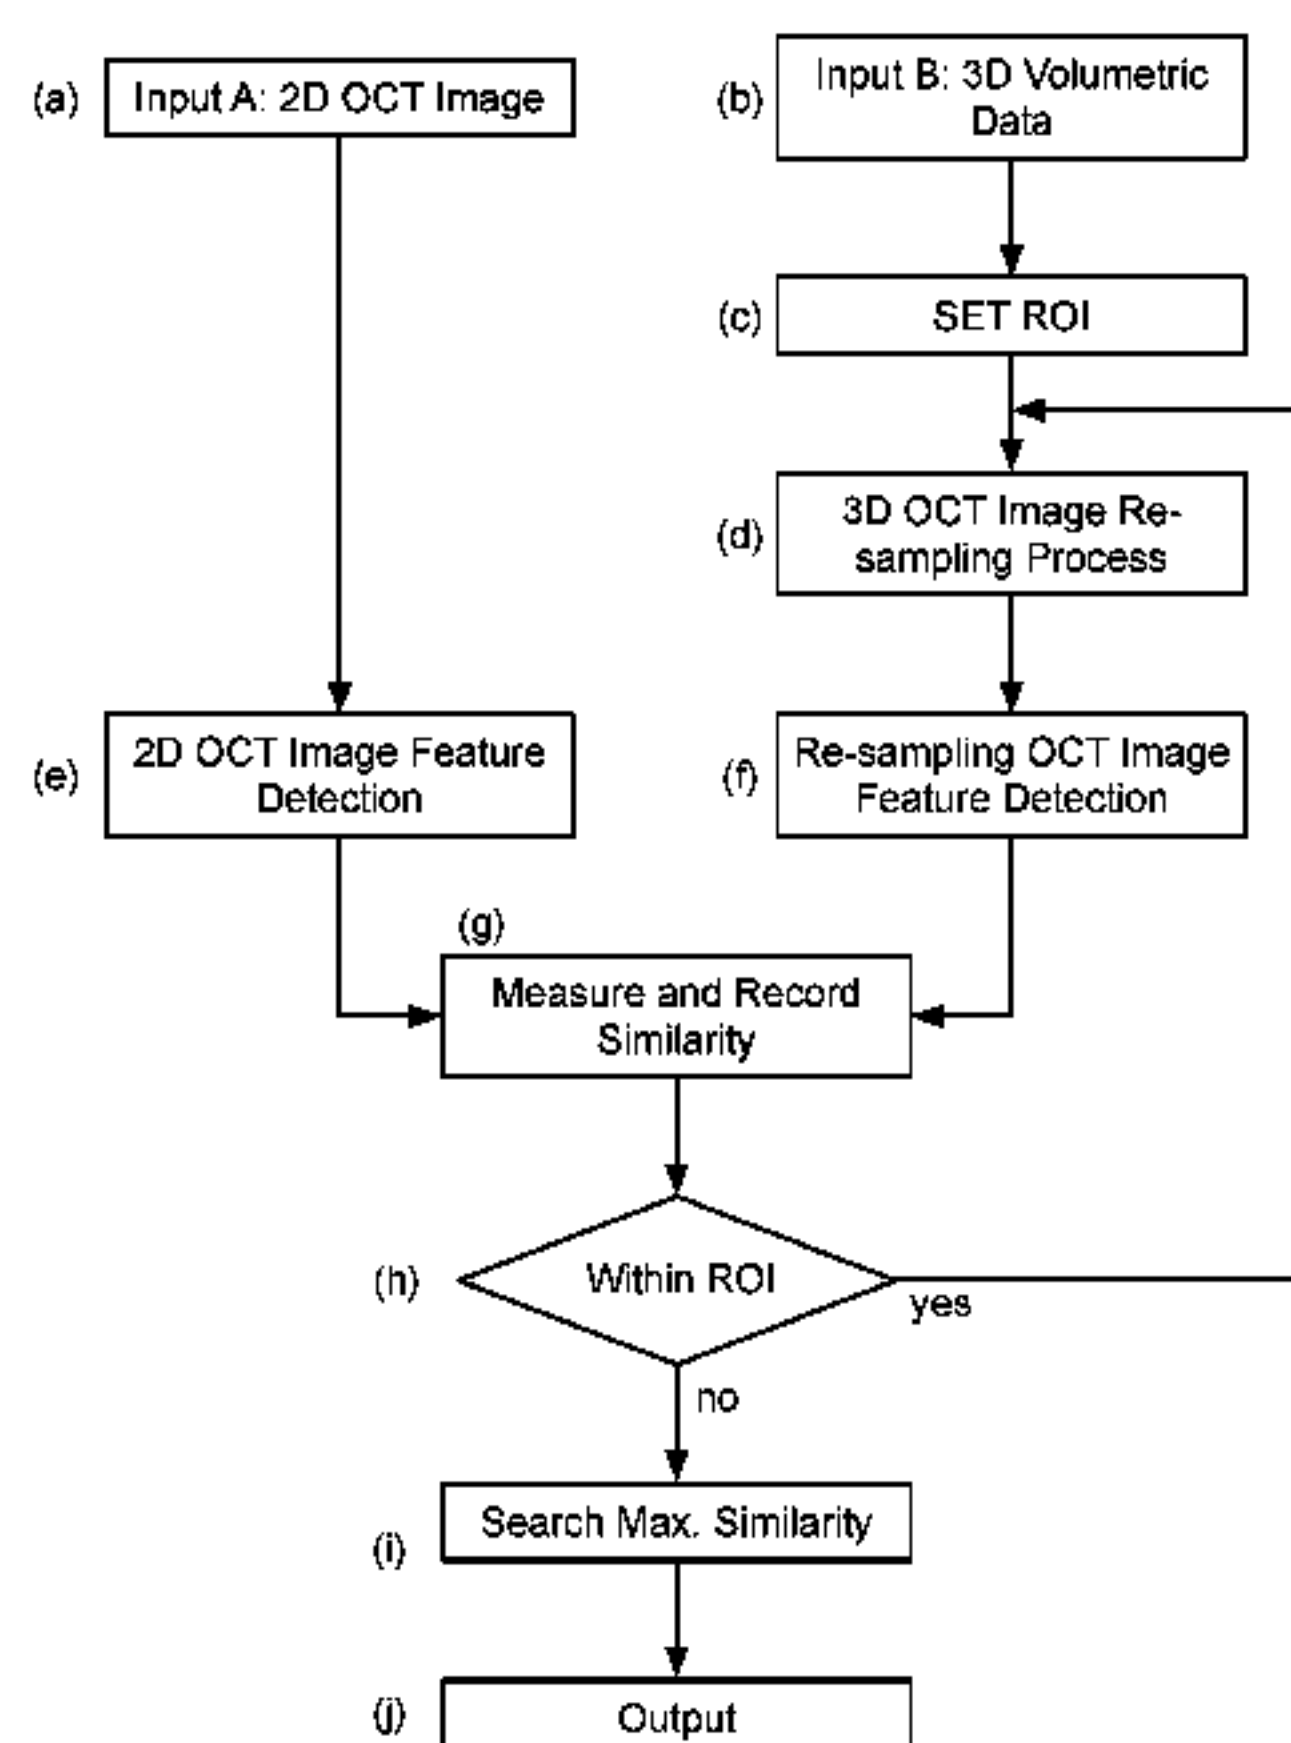 (a)
Input A: 2D OCT Image
(b)
Input B: 3D Volumetric
Data
(c)
SET ROI
(d)
3D OCT Image Re-
sampling Process
(e)
2D OCT Image Feature
Detection
(f)
Re-sampling OCT Image
Feature Detection
(g)
Measure and Record
Similarity
(h)
Within ROI
yes
no
(i)
Search Max. Similarity
(j)
Output